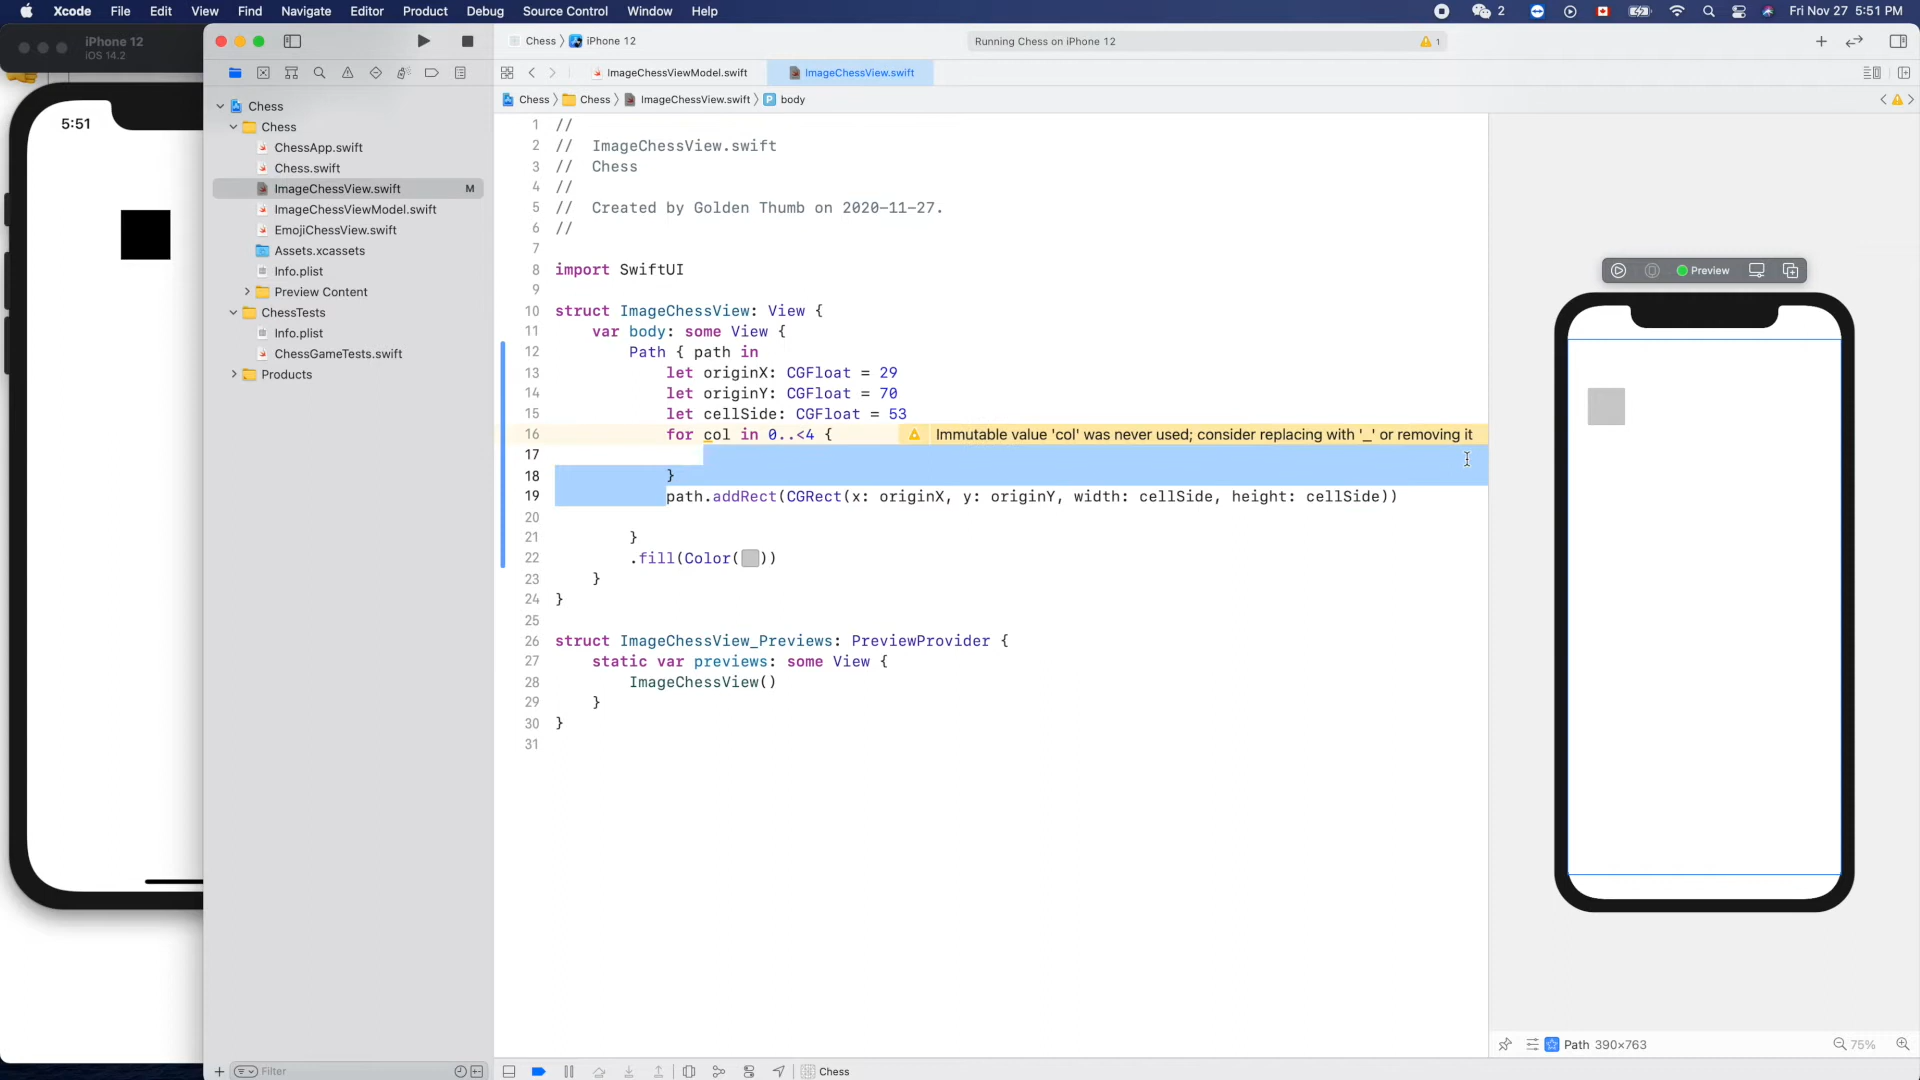 Xcode File Edit View Find Navigate Editor Product Debug Source Control Window Help 2 Fri Nov 27 5:51 PM
iPhone 12
iOS 14.2
Chess iPhone 12 Running Chess on iPhone 12 1
ImageChessViewModel.swift ImageChessView.swift
Chess Chess ImageChessView.swift P body
5:51
Chess
Chess
ChessApp.swift
Chess.swift
ImageChessView.swift M
ImageChessViewModel.swift
EmojiChessView.swift
Assets.xcassets
Info.plist
Preview Content
ChessTests
Info.plist
ChessGameTests.swift
Products
Filter
1 //
2 //  ImageChessView.swift
3 //  Chess
4 //
5 //  Created by Golden Thumb on 2020-11-27.
6 //
7
8 import SwiftUI
9
10 struct ImageChessView: View {
11 var body: some View {
12 Path { path in
13 let originX: CGFloat = 29
14 let originY: CGFloat = 70
15 let cellSide: CGFloat = 53
16 for col in 0..<4 { Immutable value 'col' was never used; consider replacing with '_' or removing it
17
18 }
19 path.addRect(CGRect(x: originX, y: originY, width: cellSide, height: cellSide))
20
21 }
22 .fill(Color( ))
23 }
24 }
25
26 struct ImageChessView_Previews: PreviewProvider {
27 static var previews: some View {
28 ImageChessView()
29 }
30 }
31
Preview
Path 390×763 75%
Chess